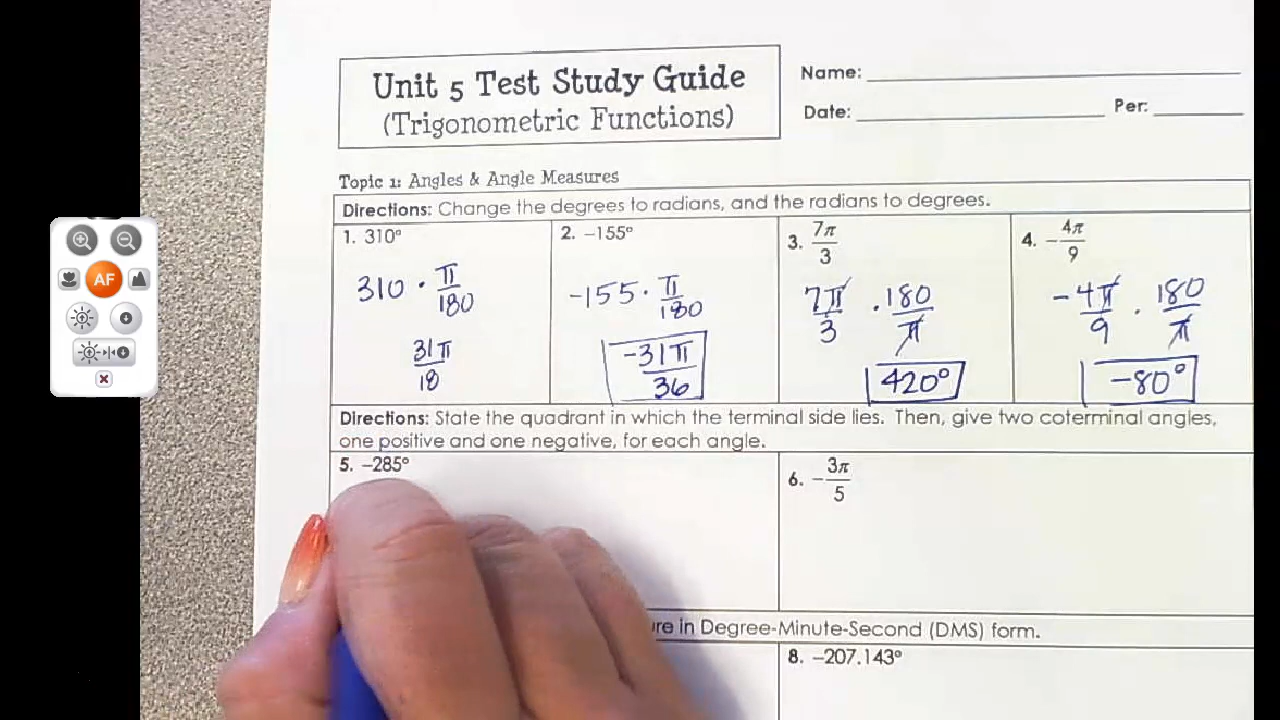 Unit 5 Test Study Guide
(Trigonometric Functions)
Name:
Date: Per:
Topic 1: Angles & Angle Measures
Directions: Change the degrees to radians, and the radians to degrees.
1. 310°
310 · π/180
31π/18
2. −155°
-155 · π/180
-31π/36
3. 7π/3
7π/3 · 180/π
420°
4. −4π/9
-4π/9 · 180/π
-80°
Directions: State the quadrant in which the terminal side lies. Then, give two coterminal angles,
one positive and one negative, for each angle.
5. −285°
6. −3π/5
in Degree-Minute-Second (DMS) form.
8. −207.143°
AF